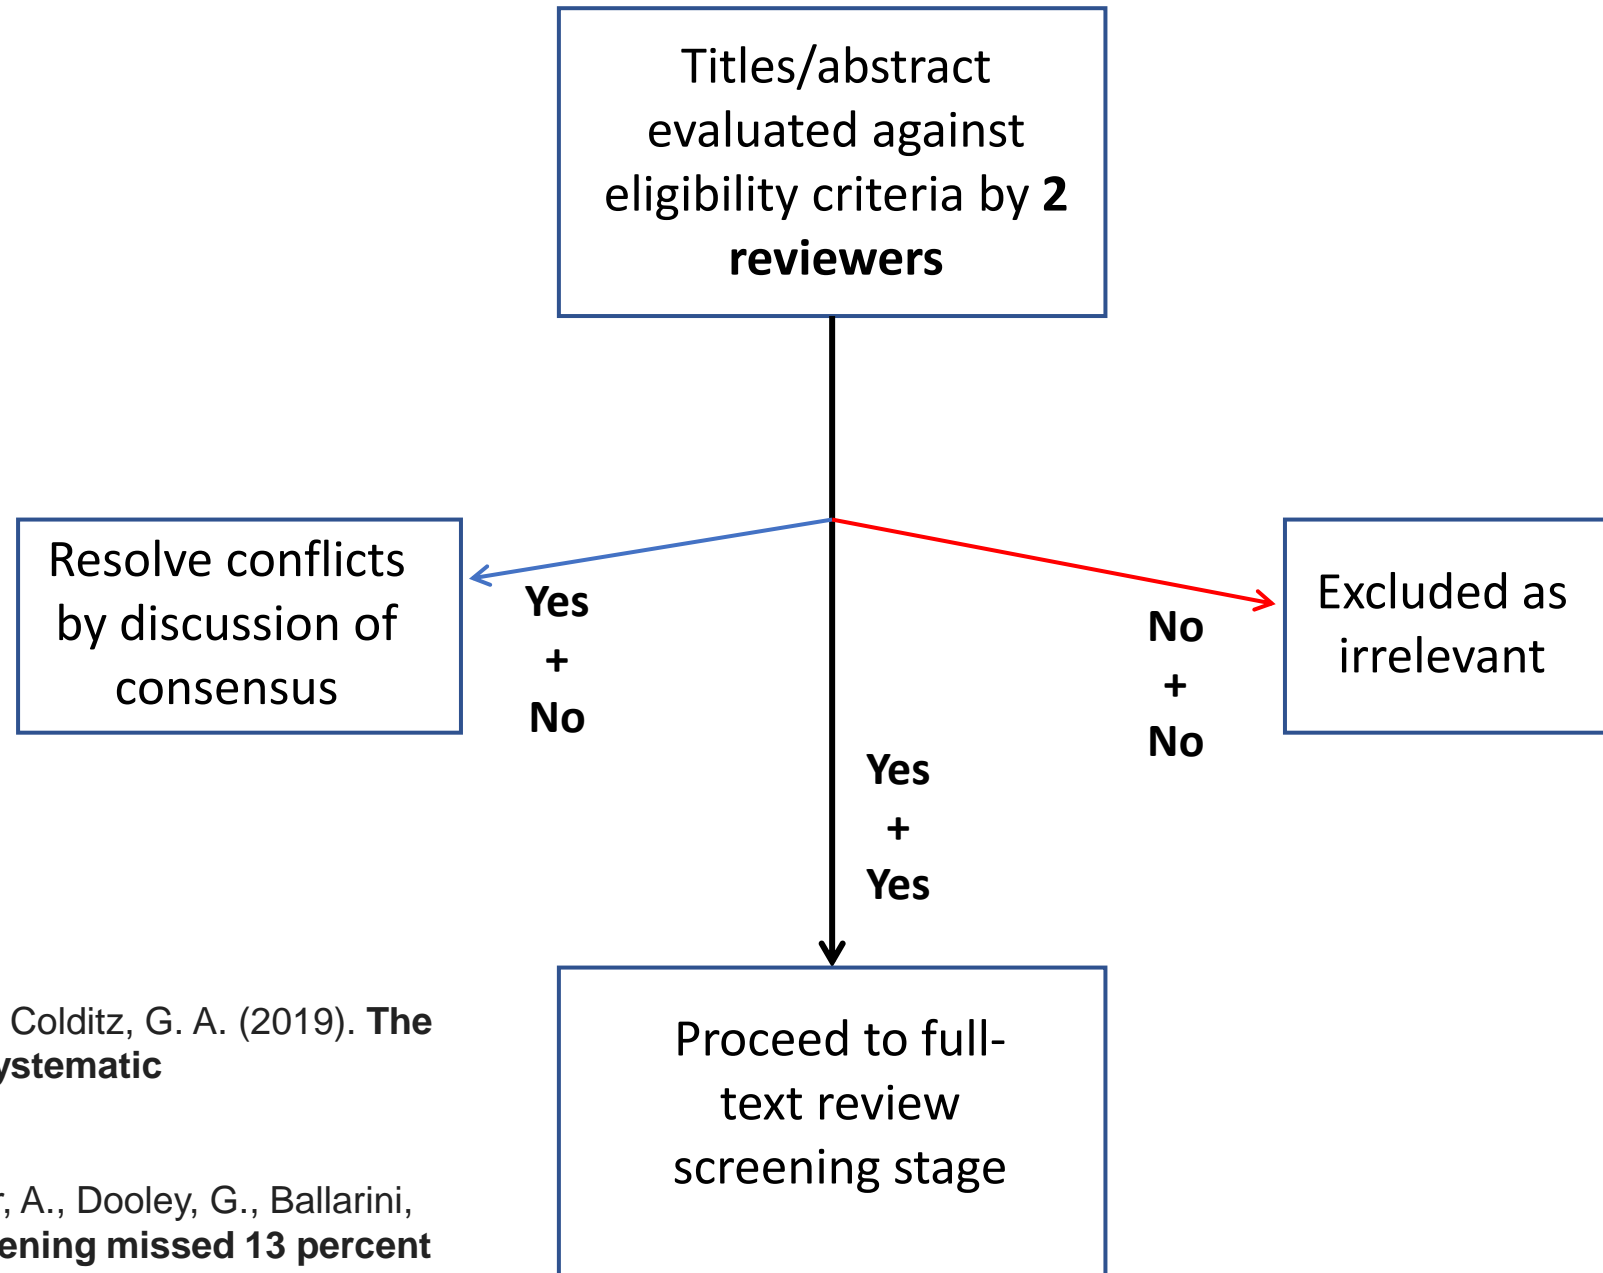 Titles/abstract
evaluated against
eligibility criteria by 2
reviewers
Resolve conflicts
by discussion of
consensus
Yes
+
No
No
+
No
Excluded as
irrelevant
Yes
+
Yes
Colditz, G. A. (2019). The
ystematic
Proceed to full-
text review
screening stage
, A., Dooley, G., Ballarini,
ening missed 13 percent